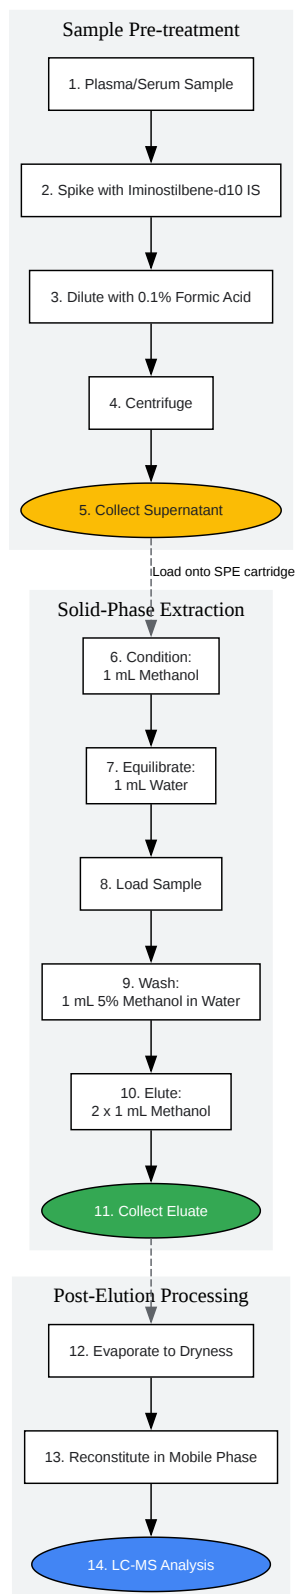 Sample Pre-treatment
1. Plasma/Serum Sample
2. Spike with Iminostilbene-d10 IS
3. Dilute with 0.1% Formic Acid
4. Centrifuge
5. Collect Supernatant
Load onto SPE cartridge
Solid-Phase Extraction
6. Condition:
1 mL Methanol
7. Equilibrate:
1 mL Water
8. Load Sample
9. Wash:
1 mL 5% Methanol in Water
10. Elute:
2 x 1 mL Methanol
11. Collect Eluate
Post-Elution Processing
12. Evaporate to Dryness
13. Reconstitute in Mobile Phase
14. LC-MS Analysis